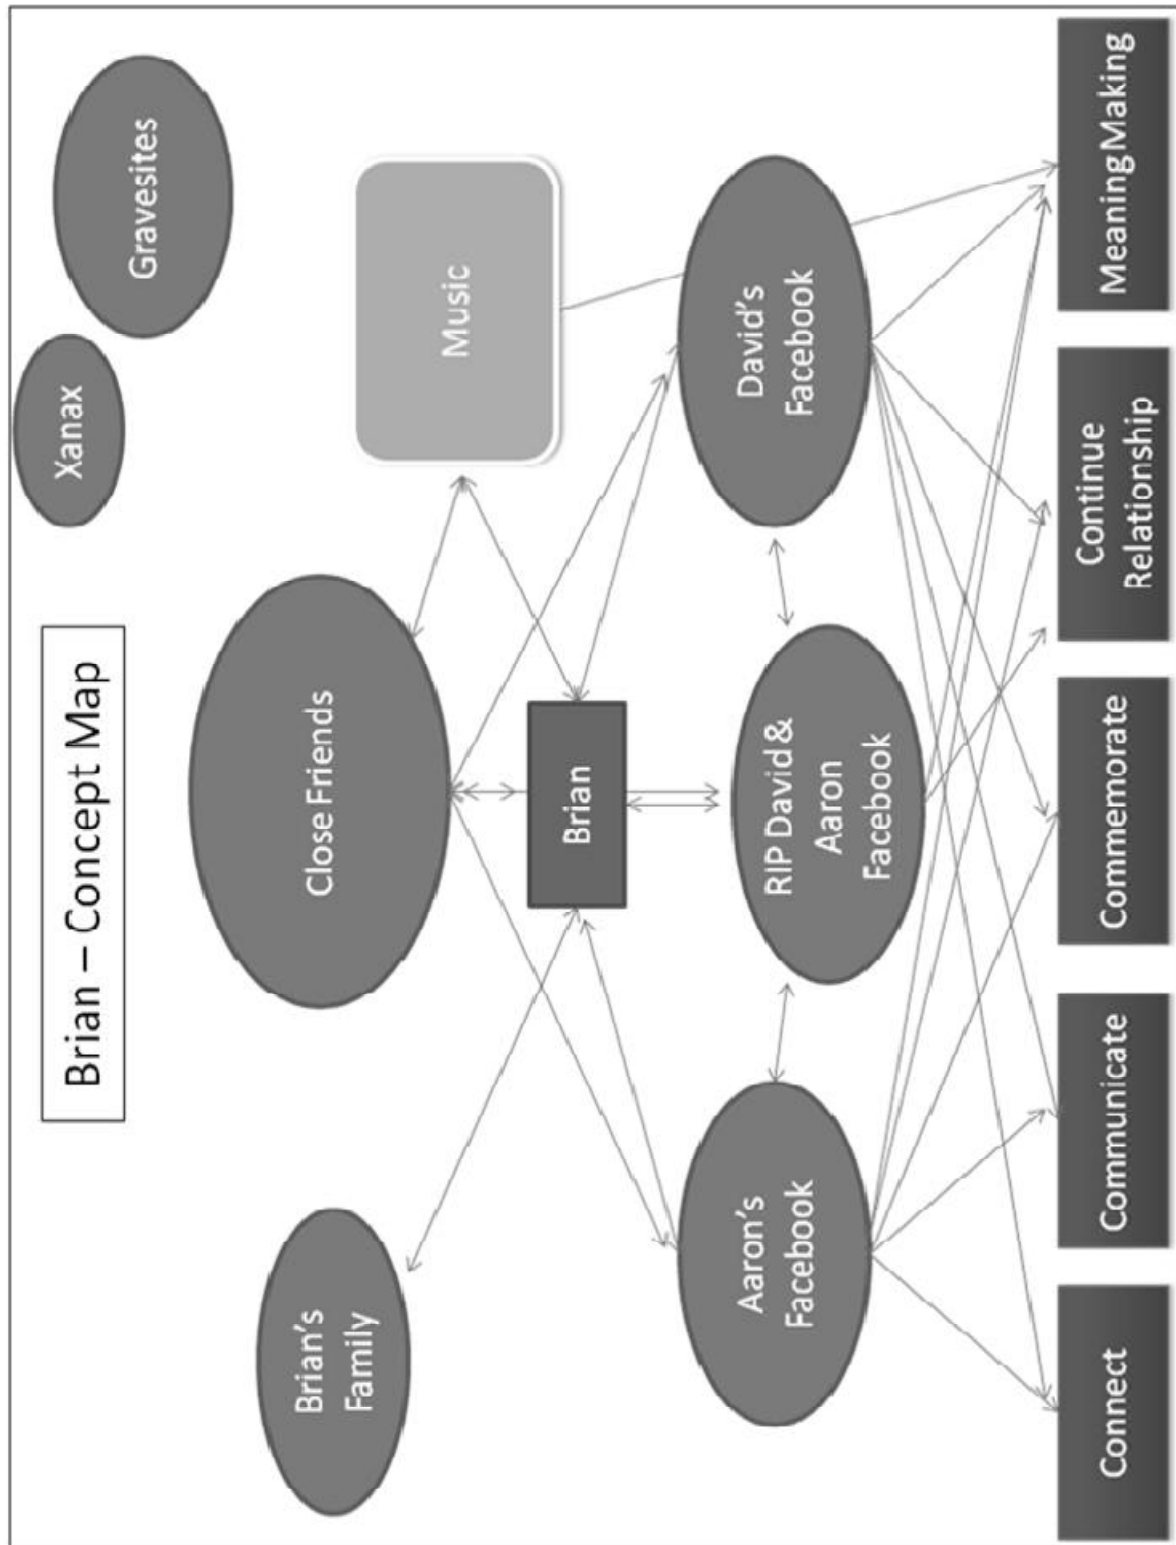 Brian – Concept Map
Xanax
Gravesites
Close Friends
Brian's
Family
Music
Brian
Aaron's
Facebook
RIP David &
Aaron
Facebook
David's
Facebook
Connect
Communicate
Commemorate
Continue
Relationship
Meaning Making